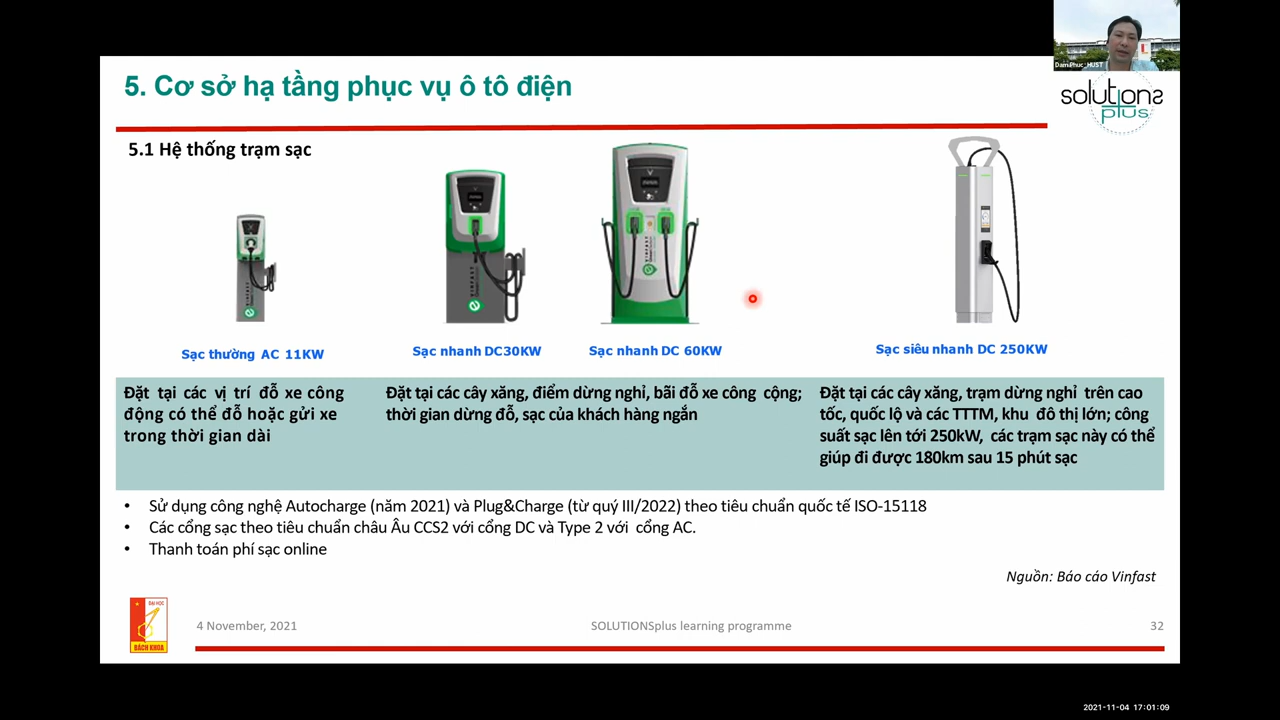 DamPhuc_HUST
5. Cơ sở hạ tầng phục vụ ô tô điện
solutions
plus
5.1 Hệ thống trạm sạc
VINFAST
VINFAST
Sạc thường AC 11KW
Sạc nhanh DC30KW
Sạc nhanh DC 60KW
Sạc siêu nhanh DC 250KW
Đặt tại các vị trí đỗ xe công
động có thể đỗ hoặc gửi xe
trong thời gian dài
Đặt tại các cây xăng, điểm dừng nghỉ, bãi đỗ xe công cộng;
thời gian dừng đỗ, sạc của khách hàng ngắn
Đặt tại các cây xăng, trạm dừng nghỉ trên cao
tốc, quốc lộ và các TTTM, khu đô thị lớn; công
suất sạc lên tới 250kW, các trạm sạc này có thể
giúp đi được 180km sau 15 phút sạc
• Sử dụng công nghệ Autocharge (năm 2021) và Plug&Charge (từ quý III/2022) theo tiêu chuẩn quốc tế ISO-15118
• Các cổng sạc theo tiêu chuẩn châu Âu CCS2 với cổng DC và Type 2 với cổng AC.
• Thanh toán phí sạc online
Nguồn: Báo cáo Vinfast
ĐẠI HỌC
BÁCH KHOA
4 November, 2021
SOLUTIONSplus learning programme
32
2021-11-04 17:01:09